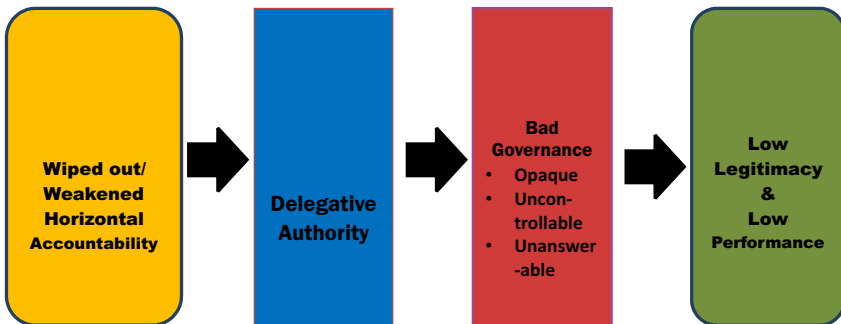 Wiped out/
Weakened
Horizontal
Accountability
Delegative
Authority
Bad
Governance
• Opaque
• Uncon-
trollable
• Unanswer
-able
Low
Legitimacy
&
Low
Performance